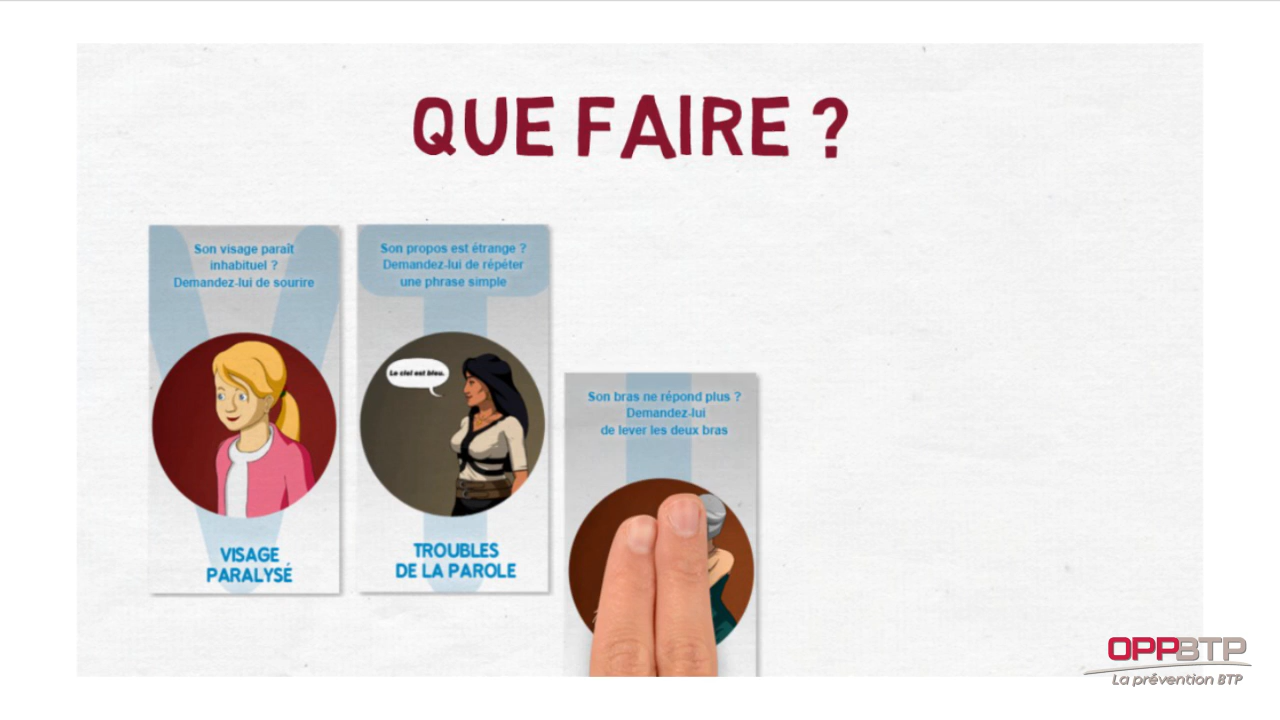 QUE FAIRE ?
Son visage paraît
inhabituel ?
Demandez-lui de sourire
VISAGE
PARALYSÉ
Son propos est étrange ?
Demandez-lui de répéter
une phrase simple
Le ciel est bleu.
TROUBLES
DE LA PAROLE
Son bras ne répond plus ?
Demandez-lui
de lever les deux bras
OPPBTP
La prévention BTP